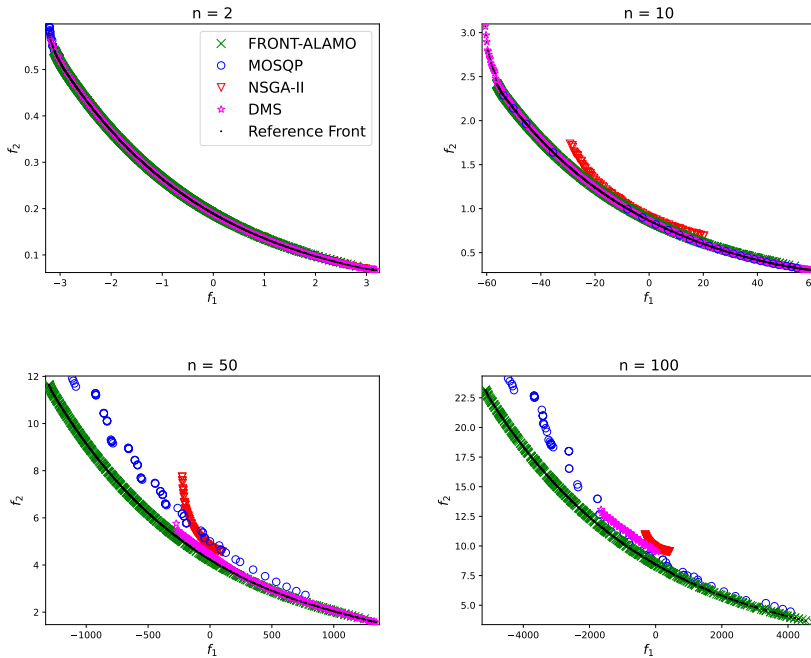 n = 2
0.5
0.4
0.3
0.2
0.1
f₂
−3 −2 −1 0 1 2 3
f₁
FRONT-ALAMO
MOSQP
NSGA-II
DMS
Reference Front
n = 10
3.0
2.5
2.0
1.5
1.0
0.5
f₂
−60 −40 −20 0 20 40 60
f₁
n = 50
12
10
8
6
4
2
f₂
−1000 −500 0 500 1000
f₁
n = 100
22.5
20.0
17.5
15.0
12.5
10.0
7.5
5.0
f₂
−4000 −2000 0 2000 4000
f₁